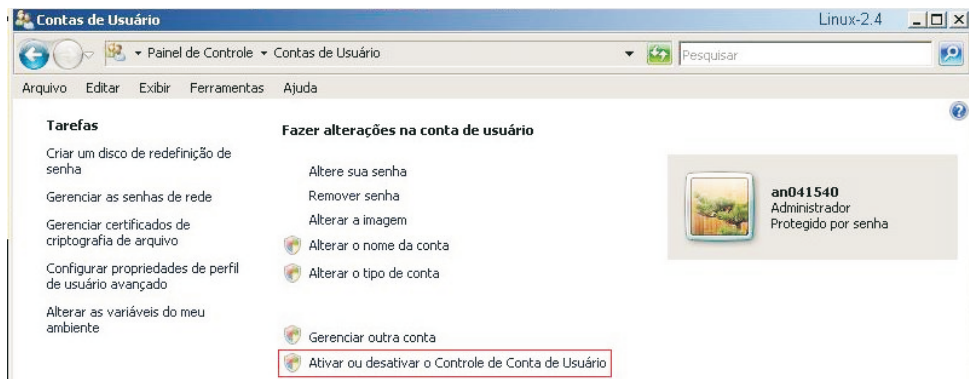 Contas de Usuário
Linux-2.4
Painel de Controle
Contas de Usuário
Pesquisar
Arquivo Editar Exibir Ferramentas Ajuda
Tarefas
Criar um disco de redefinição de
senha
Gerenciar as senhas de rede
Gerenciar certificados de
criptografia de arquivo
Configurar propriedades de perfil
de usuário avançado
Alterar as variáveis do meu
ambiente
Fazer alterações na conta de usuário
Altere sua senha
Remover senha
Alterar a imagem
Alterar o nome da conta
Alterar o tipo de conta
Gerenciar outra conta
Ativar ou desativar o Controle de Conta de Usuário
an041540
Administrador
Protegido por senha